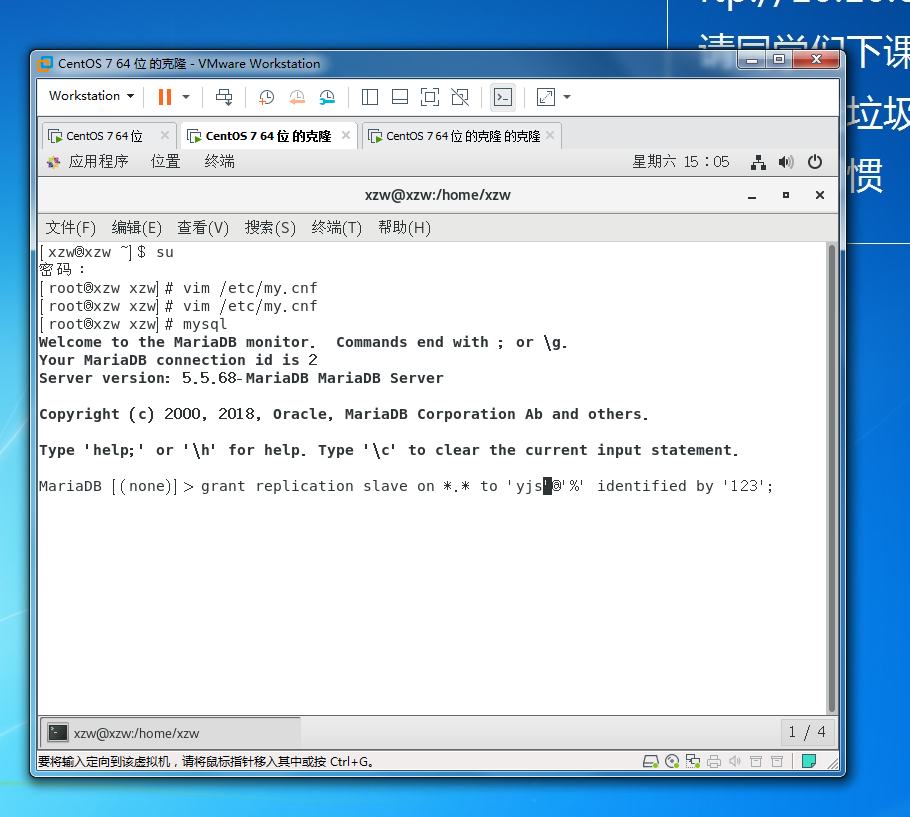 请同学们下课
垃圾
惯
CentOS 7 64 位 的克隆 - VMware Workstation
Workstation
CentOS 7 64 位
CentOS 7 64 位 的克隆
CentOS 7 64 位 的克隆 的克隆
应用程序 位置 终端 星期六 15：05
xzw@xzw:/home/xzw
文件(F) 编辑(E) 查看(V) 搜索(S) 终端(T) 帮助(H)
[xzw@xzw ~]$ su
密码：
[root@xzw xzw]# vim /etc/my.cnf
[root@xzw xzw]# vim /etc/my.cnf
[root@xzw xzw]# mysql
Welcome to the MariaDB monitor.  Commands end with ; or \g.
Your MariaDB connection id is 2
Server version: 5.5.68-MariaDB MariaDB Server
Copyright (c) 2000, 2018, Oracle, MariaDB Corporation Ab and others.
Type 'help;' or '\h' for help. Type '\c' to clear the current input statement.
MariaDB [(none)]> grant replication slave on *.* to 'yjs'@'%' identified by '123';
xzw@xzw:/home/xzw
1 / 4
要将输入定向到该虚拟机，请将鼠标指针移入其中或按 Ctrl+G。